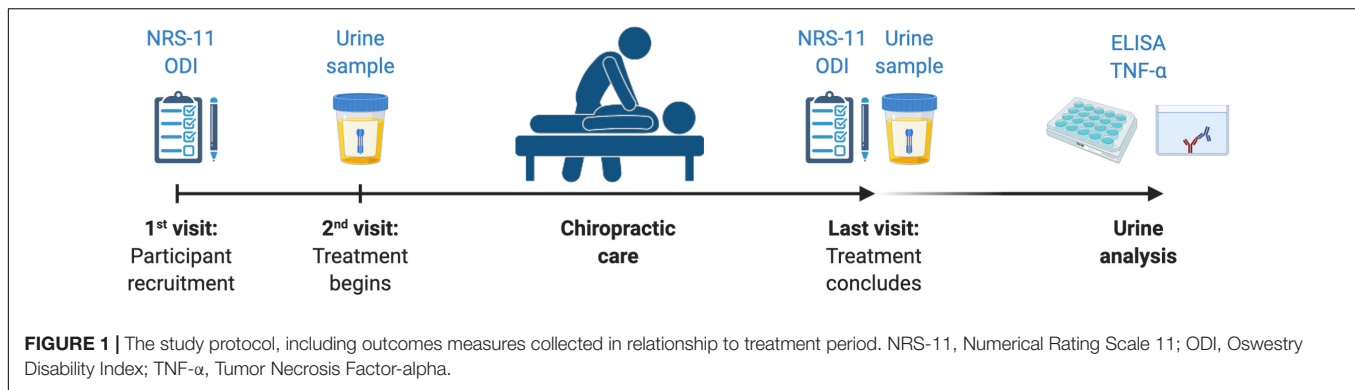 NRS-11
ODI
Urine
sample
NRS-11
ODI
Urine
sample
ELISA
TNF-α
1st visit:
Participant
recruitment
2nd visit:
Treatment
begins
Chiropractic
care
Last visit:
Treatment
concludes
Urine
analysis
FIGURE 1 | The study protocol, including outcomes measures collected in relationship to treatment period. NRS-11, Numerical Rating Scale 11; ODI, Oswestry
Disability Index; TNF-α, Tumor Necrosis Factor-alpha.